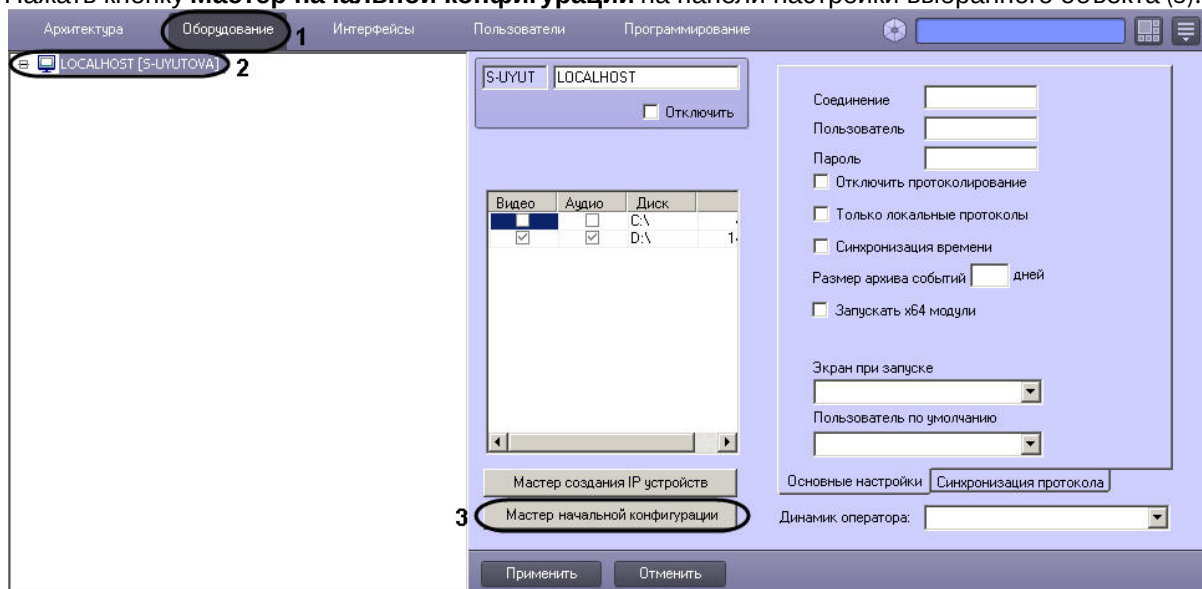 Нажать кнопку Мастер начальной конфигурации на панели настройки выбранного объекта (3).
Архитектура Оборудование 1 Интерфейсы Пользователи Программирование
LOCALHOST [S-UYUTOVA] 2
S-UYUT LOCALHOST
Отключить
Соединение
Пользователь
Пароль
Отключить протоколирование
Видео Аудио Диск
C:\
Только локальные протоколы
D:\ 1
Синхронизация времени
Размер архива событий дней
Запускать x64 модули
Экран при запуске
Пользователь по умолчанию
Мастер создания IP устройств
Основные настройки Синхронизация протокола
3 Мастер начальной конфигурации
Динамик оператора:
Применить Отменить